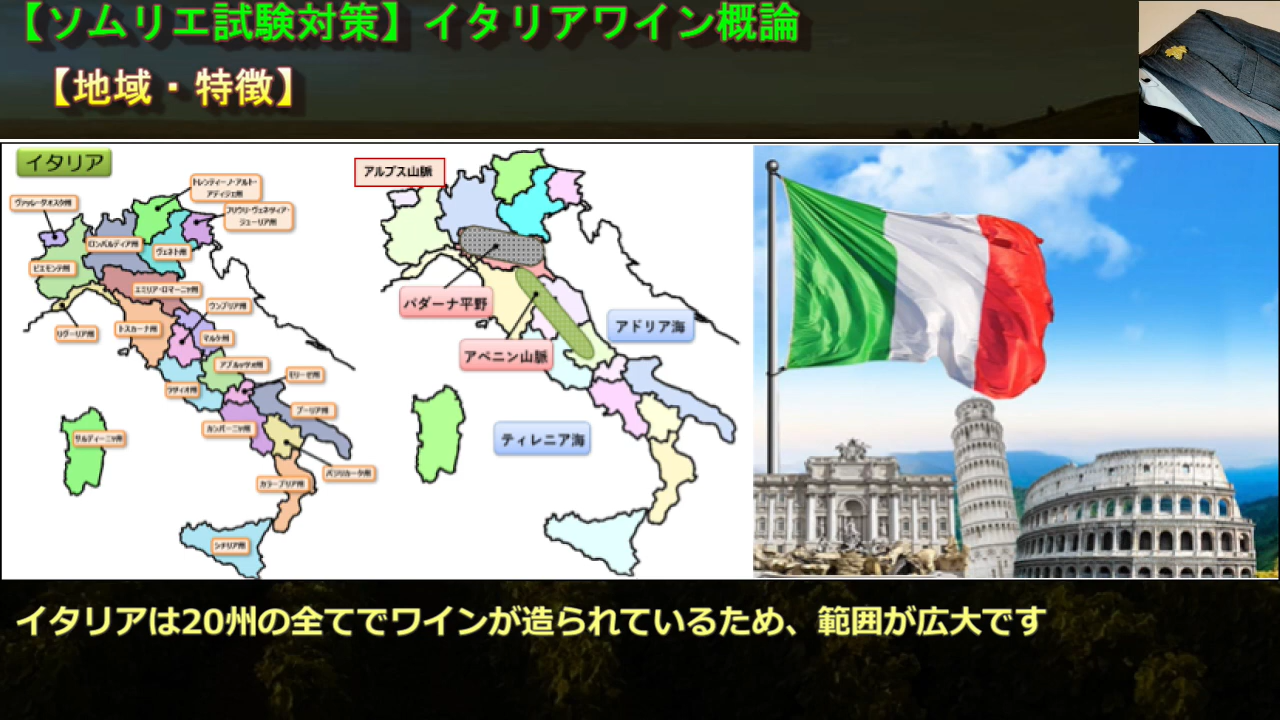 【ソムリエ試験対策】イタリアワイン概論
【地域・特徴】
イタリア
アルプス山脈
トレンティーノ・アルト・
アディジェ州
ヴァッレ・ダオスタ州
フリウリ・ヴェネツィア・
ジューリア州
ロンバルディア州
ヴェネト州
ピエモンテ州
エミリア・ロマーニャ州
ウンブリア州
リグーリア州
トスカーナ州
マルケ州
アブルッツォ州
ラツィオ州
モリーゼ州
プーリア州
カンパーニャ州
サルディーニャ州
バジリカータ州
カラーブリア州
シチリア州
パダーナ平野
アドリア海
アペニン山脈
ティレニア海
イタリアは20州の全てでワインが造られているため、範囲が広大です